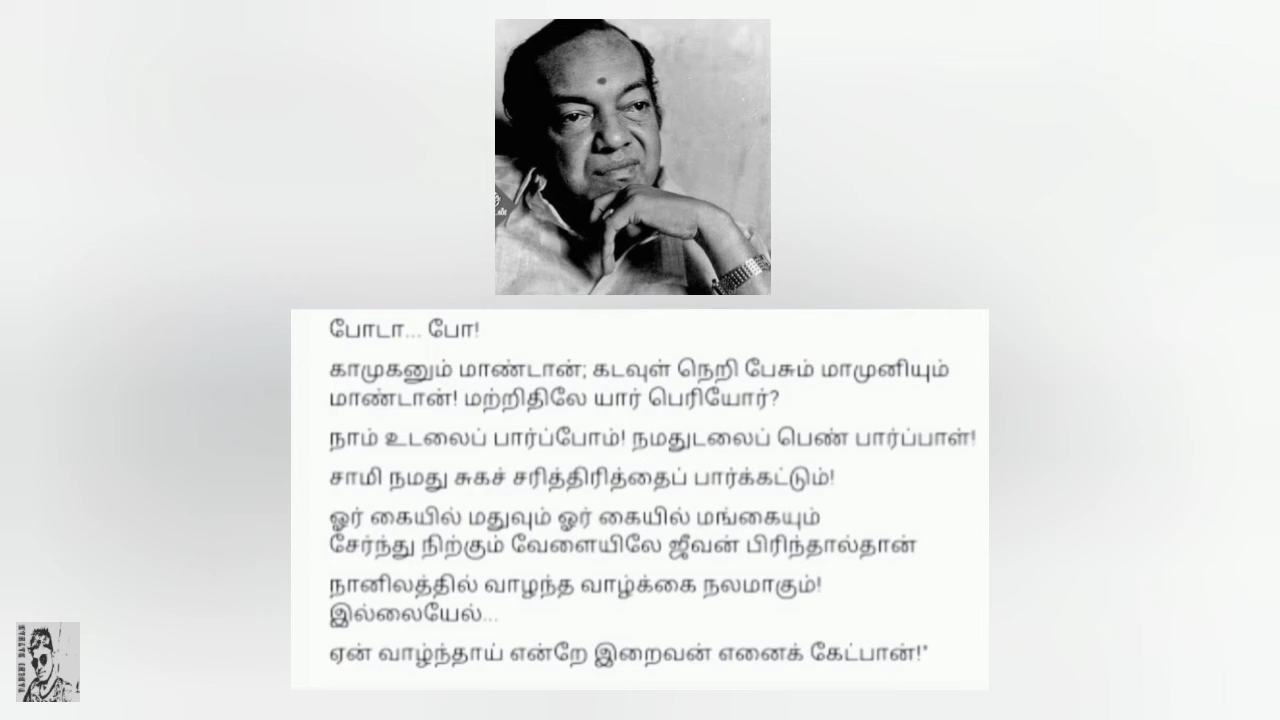 போடா... போ!
காமுகனும் மாண்டான்; கடவுள் நெறி பேசும் மாமுனியும்
மாண்டான்! மற்றிதிலே யார் பெரியோர்?
நாம் உடலைப் பார்ப்போம்! நமதுடலைப் பெண் பார்ப்பாள்!
சாமி நமது சுகச் சரித்திரித்தைப் பார்க்கட்டும்!
ஓர் கையில் மதுவும் ஓர் கையில் மங்கையும்
சேர்ந்து நிற்கும் வேளையிலே ஜீவன் பிரிந்தால்தான்
நானிலத்தில் வாழந்த வாழ்க்கை நலமாகும்!
இல்லையேல்...
ஏன் வாழ்ந்தாய் என்றே இறைவன் எனைக் கேட்பான்!"